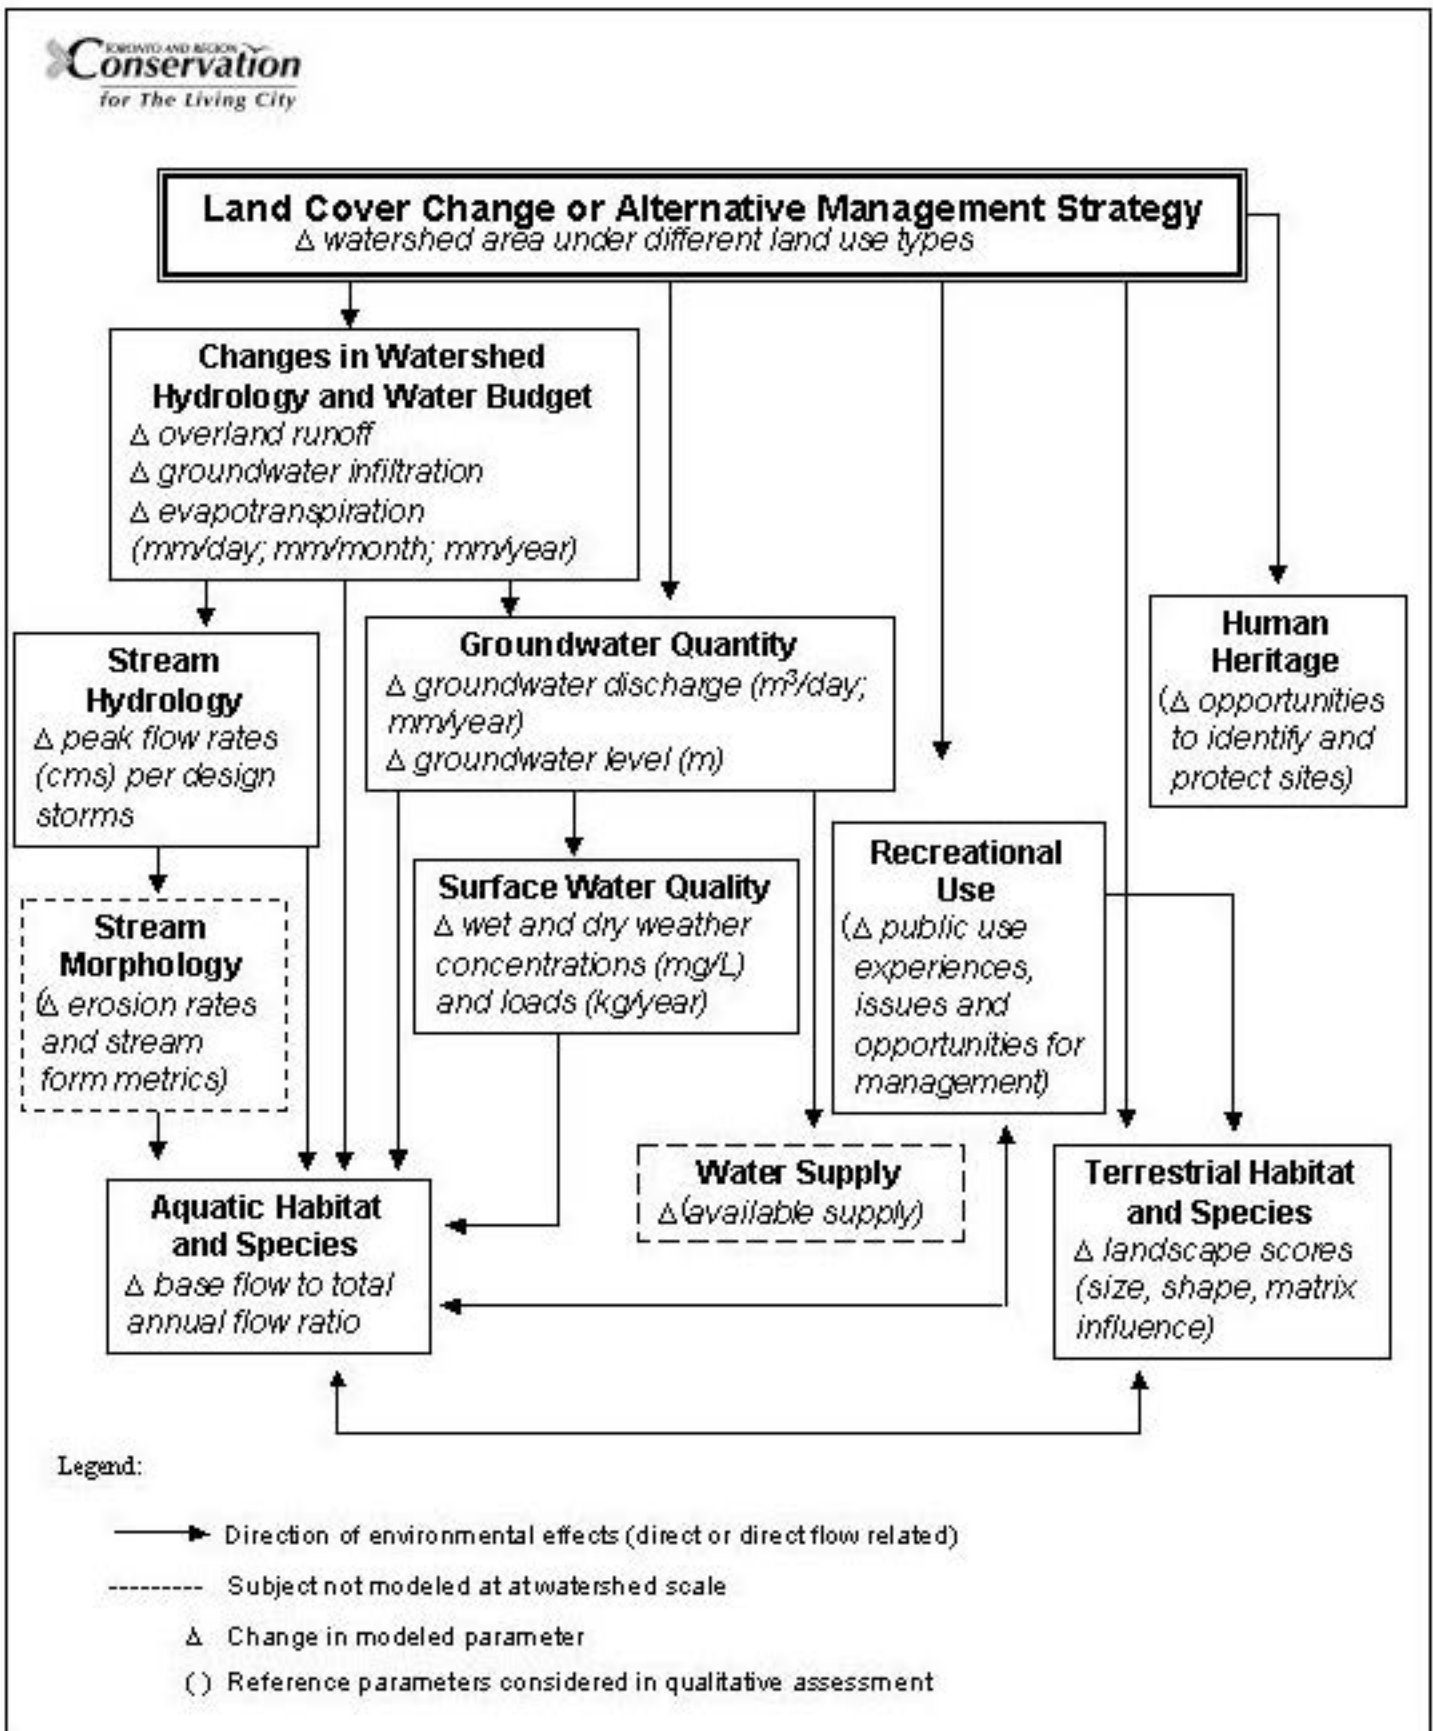 TORONTO AND REGION
Conservation
for The Living City
Land Cover Change or Alternative Management Strategy
Δ watershed area under different land use types
Changes in Watershed
Hydrology and Water Budget
Δ overland runoff
Δ groundwater infiltration
Δ evapotranspiration
(mm/day; mm/month; mm/year)
Stream
Hydrology
Δ peak flow rates
(cms) per design
storms
Groundwater Quantity
Δ groundwater discharge (m³/day;
mm/year)
Δ groundwater level (m)
Human
Heritage
(Δ opportunities
to identify and
protect sites)
Stream
Morphology
(Δ erosion rates
and stream
form metrics)
Surface Water Quality
Δ wet and dry weather
concentrations (mg/L)
and loads (kg/year)
Recreational
Use
(Δ public use
experiences,
issues and
opportunities for
management)
Aquatic Habitat
and Species
Δ base flow to total
annual flow ratio
Water Supply
Δ(available supply)
Terrestrial Habitat
and Species
Δ landscape scores
(size, shape, matrix
influence)
Legend:
Direction of environmental effects (direct or direct flow related)
Subject not modeled at at watershed scale
Δ Change in modeled parameter
( ) Reference parameters considered in qualitative assessment